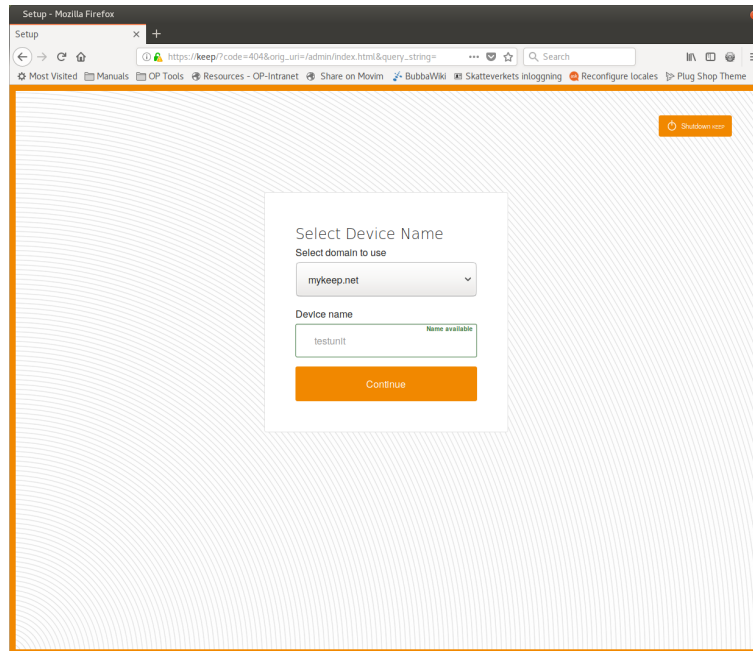 Setup - Mozilla Firefox
Setup
https://keep/?code=404&orig_uri=/admin/index.html&query_string=
Search
Most Visited Manuals OP Tools Resources - OP-Intranet Share on Movim BubbaWiki Skatteverkets inloggning Reconfigure locales Plug Shop Theme
Shutdown KEEP
Select Device Name
Select domain to use
mykeep.net
Device name
Name available
testunit
Continue